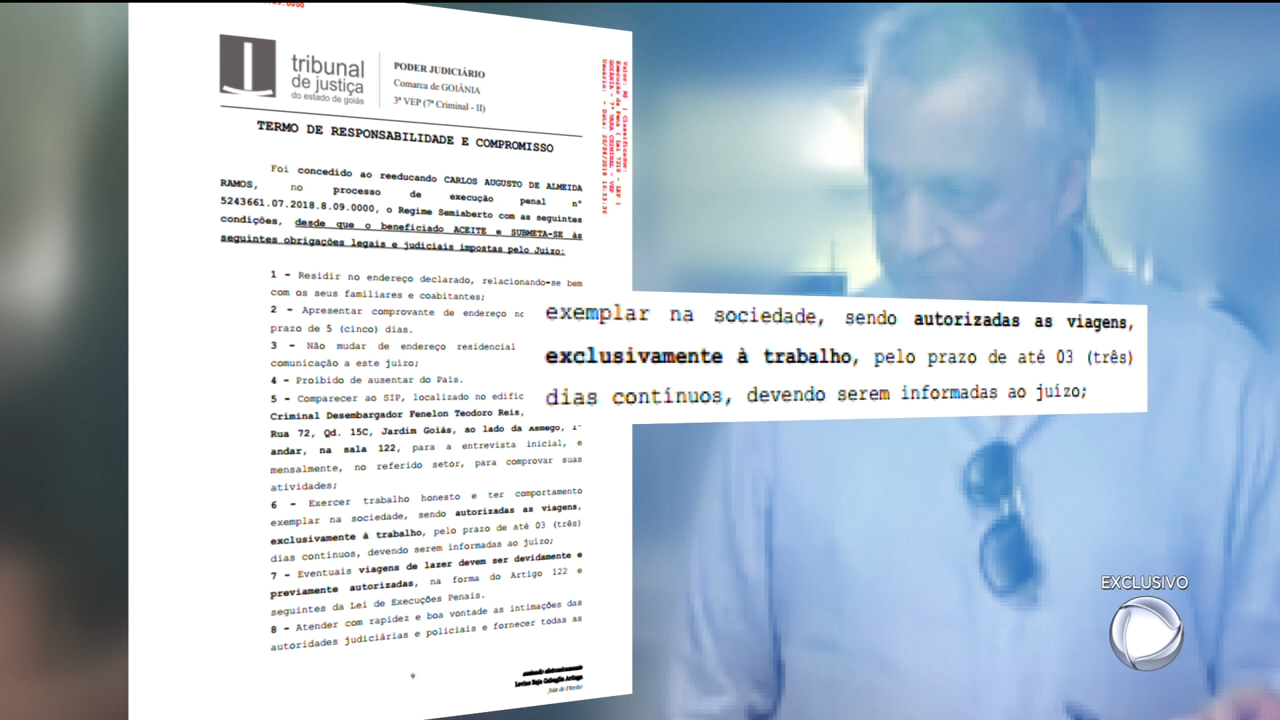 tribunal
de justiça
do estado de goiás
PODER JUDICIÁRIO
Comarca de GOIÂNIA
3ª VEP (7ª Criminal - II)
TERMO DE RESPONSABILIDADE E COMPROMISSO
Foi concedido ao reeducando CARLOS AUGUSTO DE ALMEIDA
RAMOS, no processo de execução penal nº
5243661.07.2018.8.09.0000, o Regime Semiaberto com as seguintes
condições, desde que o beneficiado ACEITE e SUBMETA-SE às
seguintes obrigações legais e judiciais impostas pelo Juízo:
1 - Residir no endereço declarado, relacionando-se bem
com os seus familiares e coabitantes;
2 - Apresentar comprovante de endereço no
prazo de 5 (cinco) dias.
3 - Não mudar de endereço residencial
comunicação a este juízo;
4 - Proibido de ausentar do País.
5 - Comparecer ao SIP, localizado no edific
Criminal Desembargador Fenelon Teodoro Reis,
Rua 72, Qd. 15C, Jardim Goiás, ao lado da Asmego, 1º
andar, na sala 122, para a entrevista inicial, e
mensalmente, no referido setor, para comprovar suas
atividades;
6 - Exercer trabalho honesto e ter comportamento
exemplar na sociedade, sendo autorizadas as viagens,
exclusivamente à trabalho, pelo prazo de até 03 (três)
dias contínuos, devendo serem informadas ao juízo;
7 - Eventuais viagens de lazer devem ser devidamente e
previamente autorizadas, na forma do Artigo 122 e
seguintes da Lei de Execuções Penais.
8 - Atender com rapidez e boa vontade as intimações das
autoridades judiciárias e policiais e fornecer todas as
9
Juiz de Direito
exemplar na sociedade, sendo autorizadas as viagens,
exclusivamente à trabalho, pelo prazo de até 03 (três)
dias contínuos, devendo serem informadas ao juízo;
EXCLUSIVO